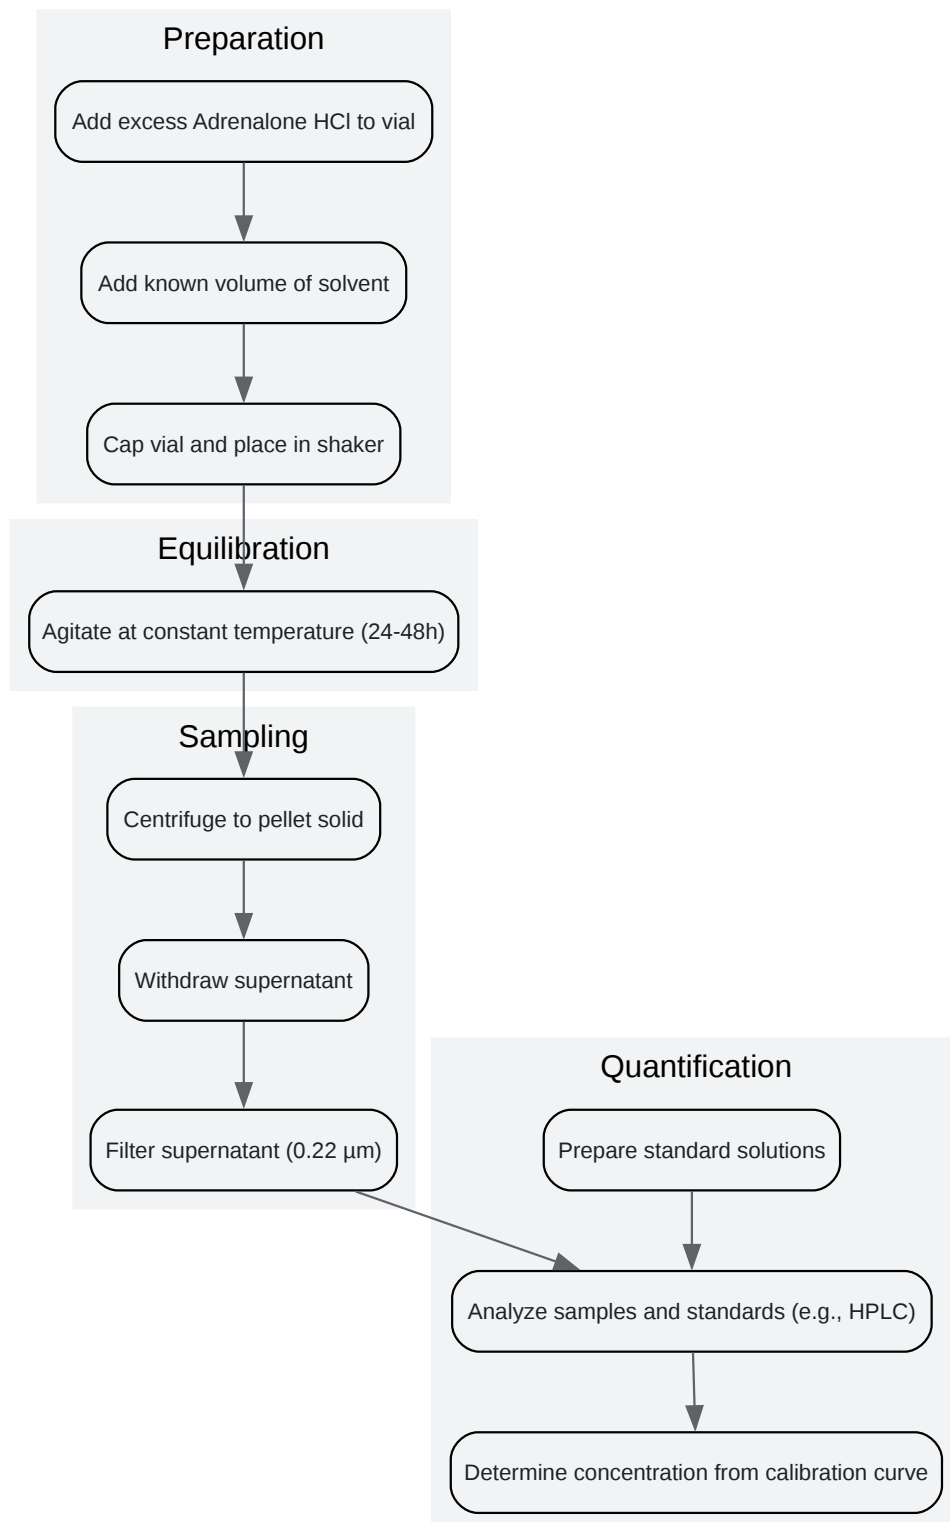 Preparation
Add excess Adrenalone HCl to vial
Add known volume of solvent
Cap vial and place in shaker
Equilibration
Agitate at constant temperature (24-48h)
Sampling
Centrifuge to pellet solid
Withdraw supernatant
Filter supernatant (0.22 µm)
Quantification
Prepare standard solutions
Analyze samples and standards (e.g., HPLC)
Determine concentration from calibration curve